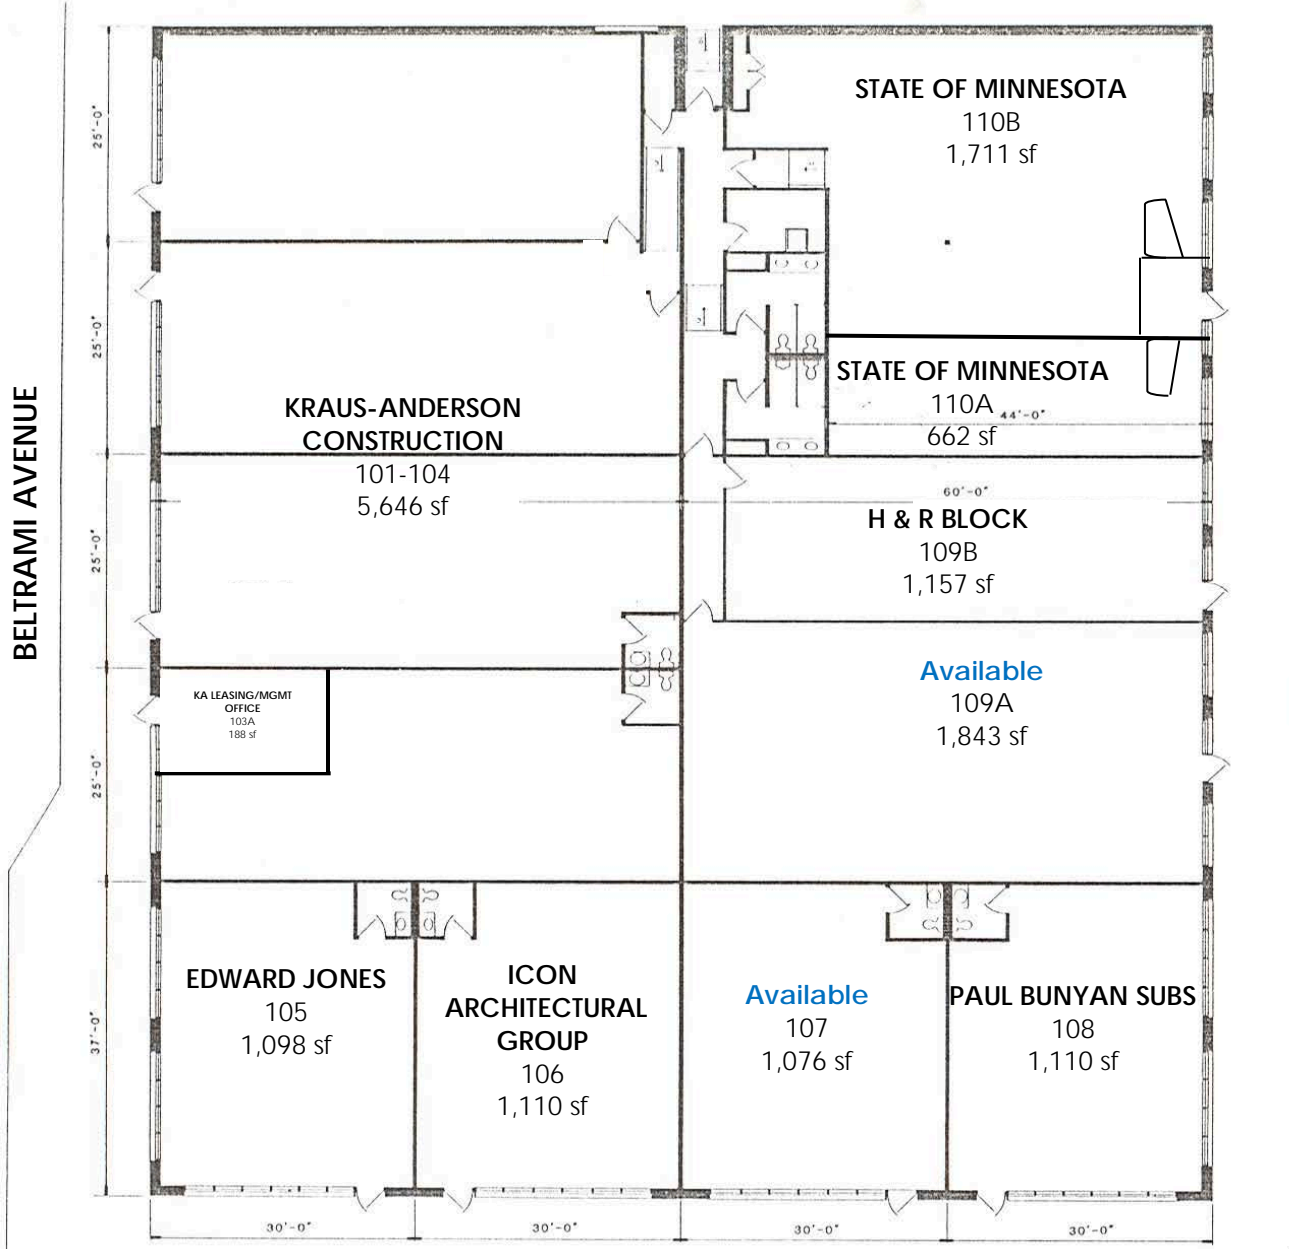 BELTRAMI AVENUE
25'-0"
25'-0"
25'-0"
25'-0"
37'-0"
STATE OF MINNESOTA
110B
1,711 sf
STATE OF MINNESOTA
110A
662 sf
44'-0"
KRAUS-ANDERSON
CONSTRUCTION
101-104
5,646 sf
60'-0"
H & R BLOCK
109B
1,157 sf
KA LEASING/MGMT
OFFICE
103A
188 sf
Available
109A
1,843 sf
EDWARD JONES
105
1,098 sf
ICON
ARCHITECTURAL
GROUP
106
1,110 sf
Available
107
1,076 sf
PAUL BUNYAN SUBS
108
1,110 sf
30'-0"
30'-0"
30'-0"
30'-0"